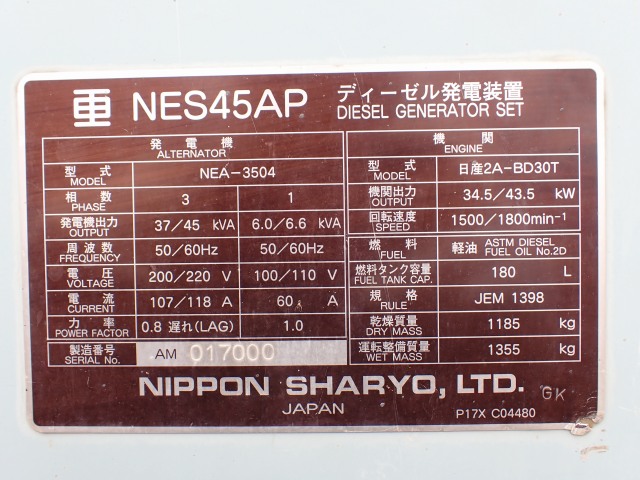 NES45AP ディーゼル発電装置
DIESEL GENERATOR SET
発電機
ALTERNATOR
型式 NEA-3504
MODEL
相数 3 1
PHASE
発電機出力 37/45 kVA 6.0/6.6 kVA
OUTPUT
周波数 50/60Hz 50/60Hz
FREQUENCY
電圧 200/220 V 100/110 V
VOLTAGE
電流 107/118 A 60 A
CURRENT
力率 0.8 遅れ(LAG) 1.0
POWER FACTOR
製造番号 AM 017000
SERIAL No.
機関
ENGINE
型式 日産2A-BD30T
MODEL
機関出力 34.5/43.5 kW
OUTPUT
回転速度 1500/1800min-1
SPEED
燃料 軽油 ASTM DIESEL
FUEL FUEL OIL No.2D
燃料タンク容量 180 L
FUEL TANK CAP.
規格 JEM 1398
RULE
乾燥質量 1185 kg
DRY MASS
運転整備質量 1355 kg
WET MASS
NIPPON SHARYO, LTD. GK
JAPAN P17X C04480